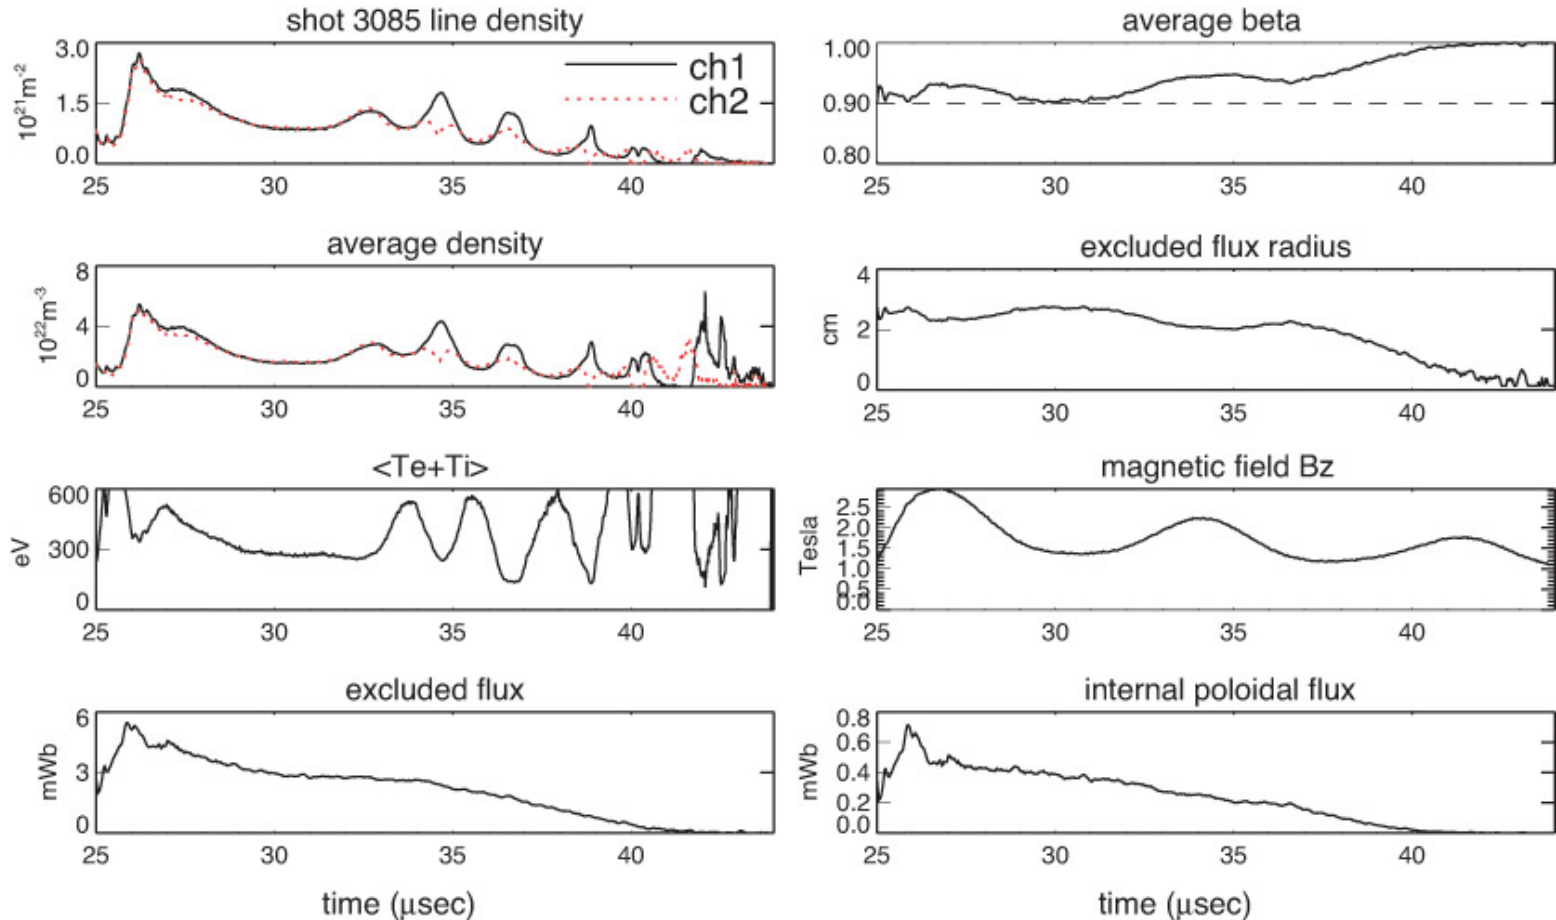 shot 3085 line density
3.0
1.5
0.0
10²¹m⁻²
ch1
ch2
25 30 35 40
average beta
1.00
0.90
0.80
25 30 35 40
average density
8
4
0
10²²m⁻³
25 30 35 40
excluded flux radius
4
2
0
cm
25 30 35 40
<Te+Ti>
600
300
0
eV
25 30 35 40
magnetic field Bz
2.5
2.0
1.5
1.0
0.5
0.0
Tesla
25 30 35 40
excluded flux
6
3
0
mWb
25 30 35 40
time (μsec)
internal poloidal flux
0.8
0.6
0.4
0.2
0.0
mWb
25 30 35 40
time (μsec)